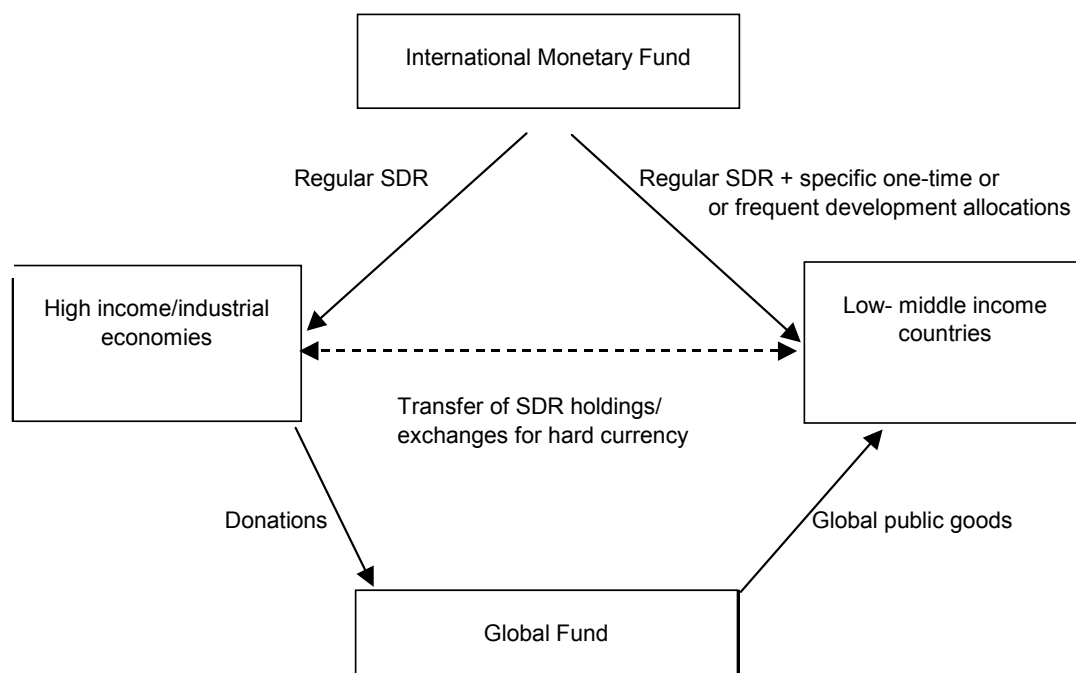 International Monetary Fund
Regular SDR
Regular SDR + specific one-time or
or frequent development allocations
High income/industrial
economies
Low- middle income
countries
Transfer of SDR holdings/
exchanges for hard currency
Donations
Global public goods
Global Fund